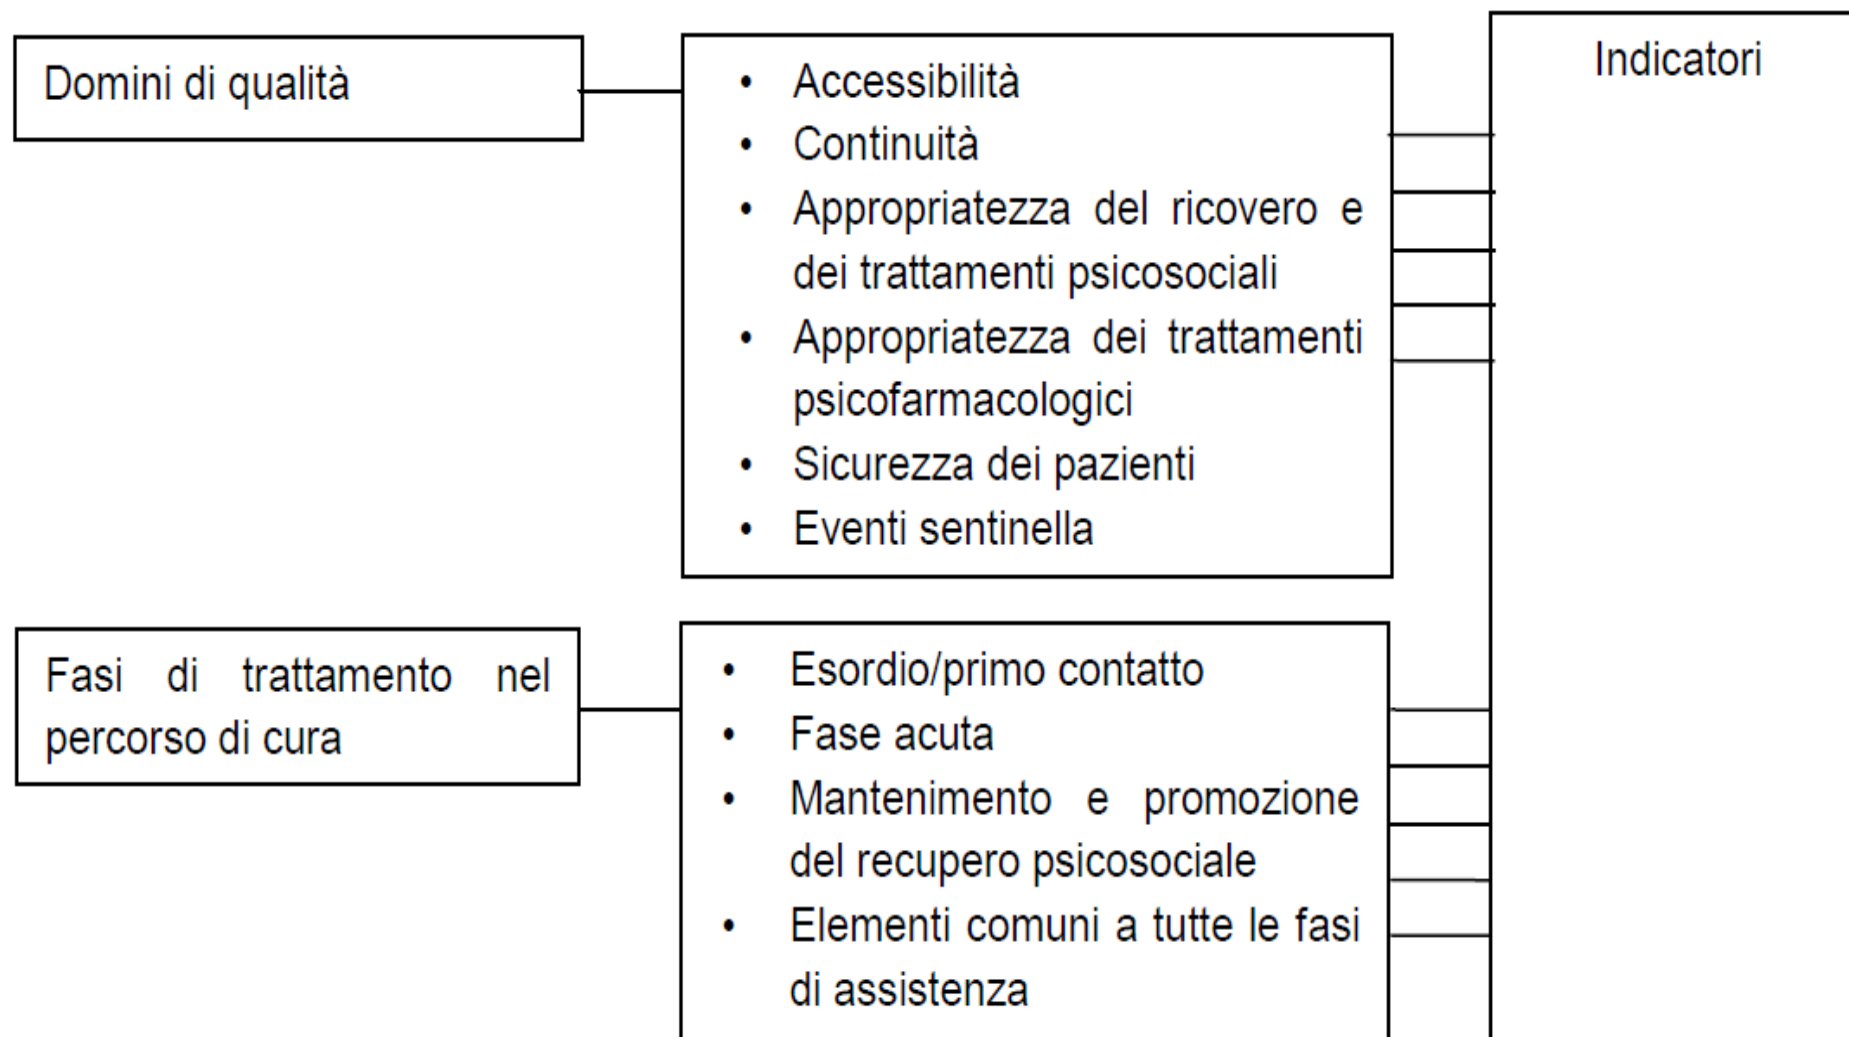 Domini di qualità
• Accessibilità
• Continuità
• Appropriatezza del ricovero e
dei trattamenti psicosociali
• Appropriatezza dei trattamenti
psicofarmacologici
• Sicurezza dei pazienti
• Eventi sentinella
Indicatori
Fasi di trattamento nel
percorso di cura
• Esordio/primo contatto
• Fase acuta
• Mantenimento e promozione
del recupero psicosociale
• Elementi comuni a tutte le fasi
di assistenza